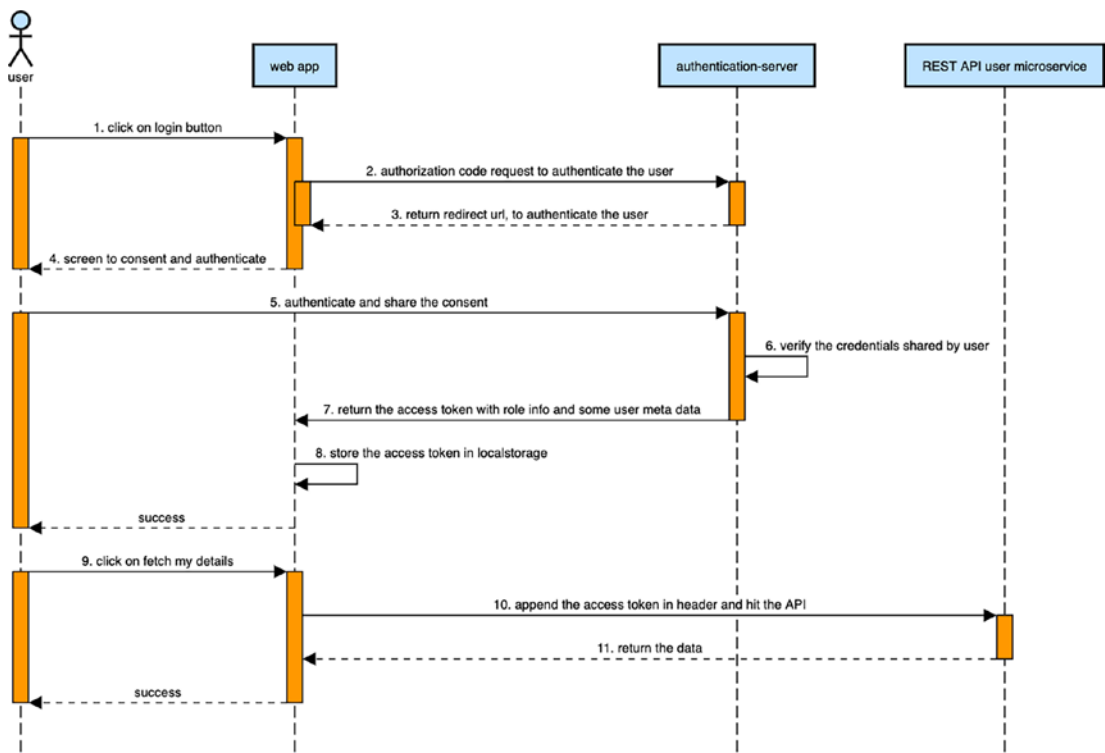 user
web app
authentication-server
REST API user microservice
1. click on login button
2. authorization code request to authenticate the user
3. return redirect url, to authenticate the user
4. screen to consent and authenticate
5. authenticate and share the consent
6. verify the credentials shared by user
7. return the access token with role info and some user meta data
8. store the access token in localstorage
success
9. click on fetch my details
10. append the access token in header and hit the API
11. return the data
success